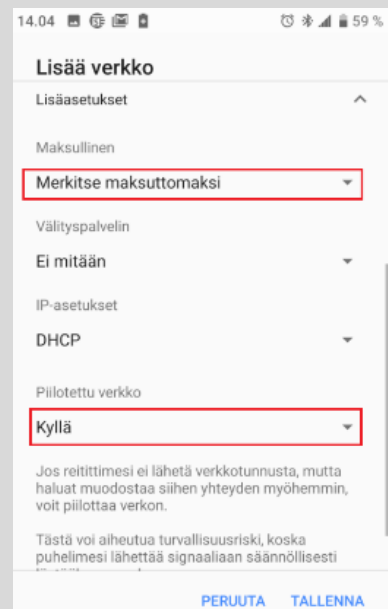 14.04 59 %
Lisää verkko
Lisäasetukset
Maksullinen
Merkitse maksuttomaksi
Välityspalvelin
Ei mitään
IP-asetukset
DHCP
Piilotettu verkko
Kyllä
Jos reitittimesi ei lähetä verkkotunnusta, mutta
haluat muodostaa siihen yhteyden myöhemmin,
voit piilottaa verkon.
Tästä voi aiheutua turvallisuusriski, koska
puhelimesi lähettää signaaliaan säännöllisesti
PERUUTA TALLENNA